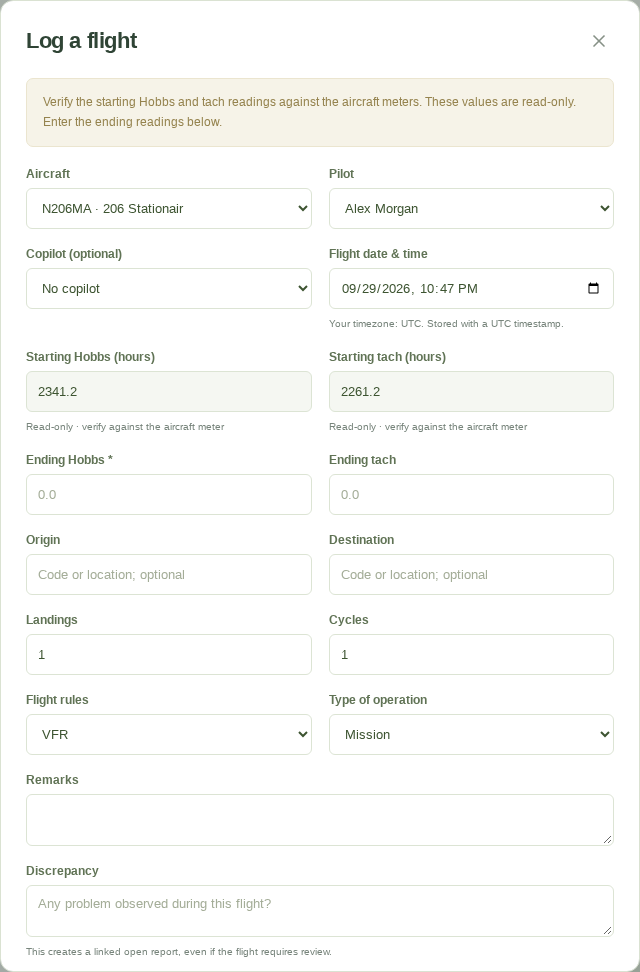 Log a flight
Verify the starting Hobbs and tach readings against the aircraft meters. These values are read-only.
Enter the ending readings below.
Aircraft
Pilot
N206MA · 206 Stationair
Alex Morgan
Copilot (optional)
Flight date & time
No copilot
09/29/2026, 10:47 PM
Your timezone: UTC. Stored with a UTC timestamp.
Starting Hobbs (hours)
Starting tach (hours)
2341.2
2261.2
Read-only · verify against the aircraft meter
Read-only · verify against the aircraft meter
Ending Hobbs *
Ending tach
0.0
0.0
Origin
Destination
Code or location; optional
Code or location; optional
Landings
Cycles
1
1
Flight rules
Type of operation
VFR
Mission
Remarks
Discrepancy
Any problem observed during this flight?
This creates a linked open report, even if the flight requires review.